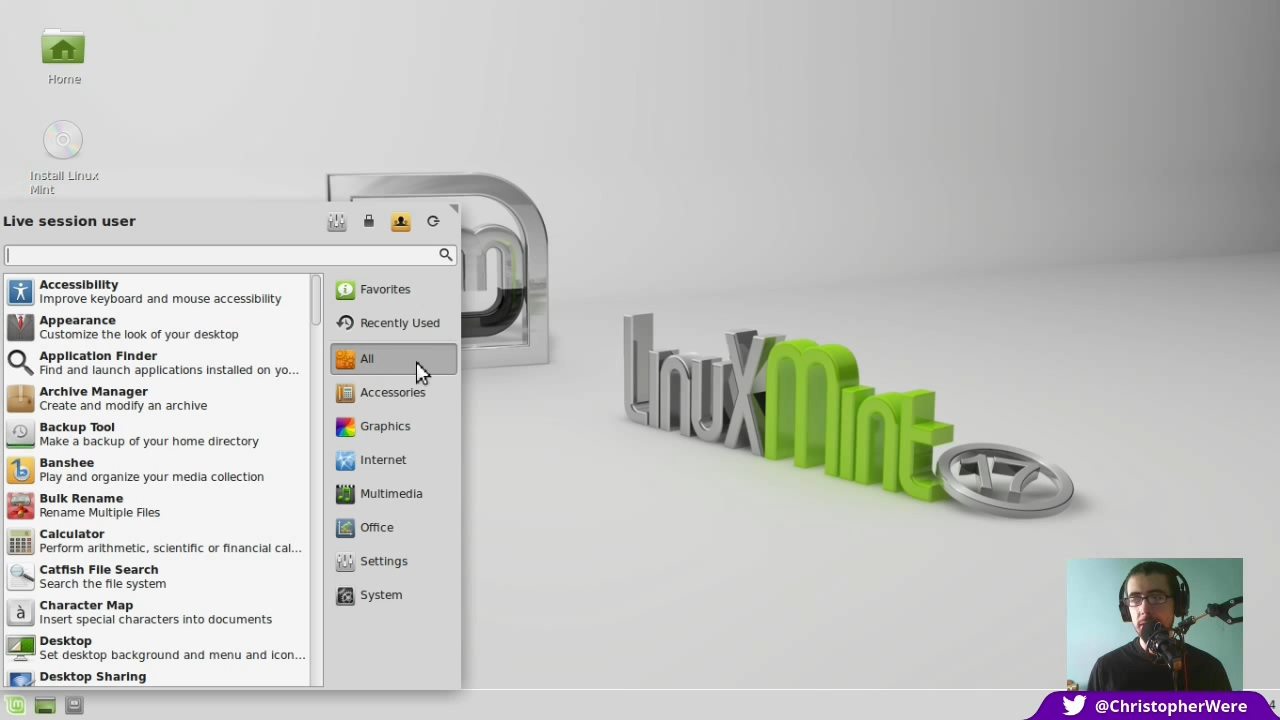 Home
Install Linux
Mint
Live session user
Accessibility
Improve keyboard and mouse accessibility
Appearance
Customize the look of your desktop
Application Finder
Find and launch applications installed on yo...
Archive Manager
Create and modify an archive
Backup Tool
Make a backup of your home directory
Banshee
Play and organize your media collection
Bulk Rename
Rename Multiple Files
Calculator
Perform arithmetic, scientific or financial cal...
Catfish File Search
Search the file system
Character Map
Insert special characters into documents
Desktop
Set desktop background and menu and icon...
Desktop Sharing
Favorites
Recently Used
All
Accessories
Graphics
Internet
Multimedia
Office
Settings
System
LinuxMint 17
@ChristopherWere